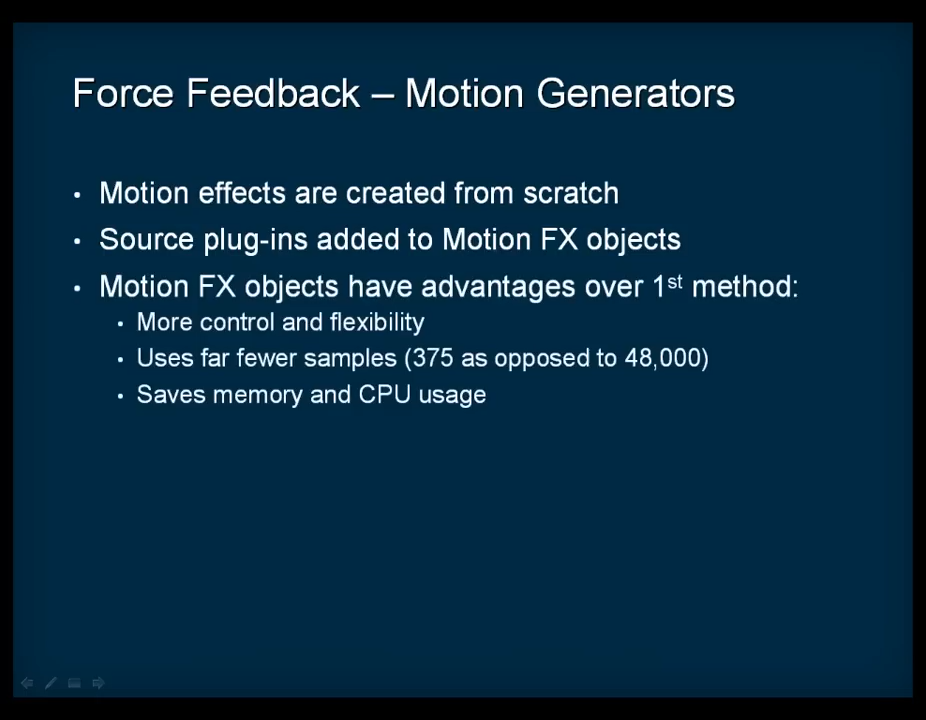 Force Feedback – Motion Generators
• Motion effects are created from scratch
• Source plug-ins added to Motion FX objects
• Motion FX objects have advantages over 1st method:
• More control and flexibility
• Uses far fewer samples (375 as opposed to 48,000)
• Saves memory and CPU usage